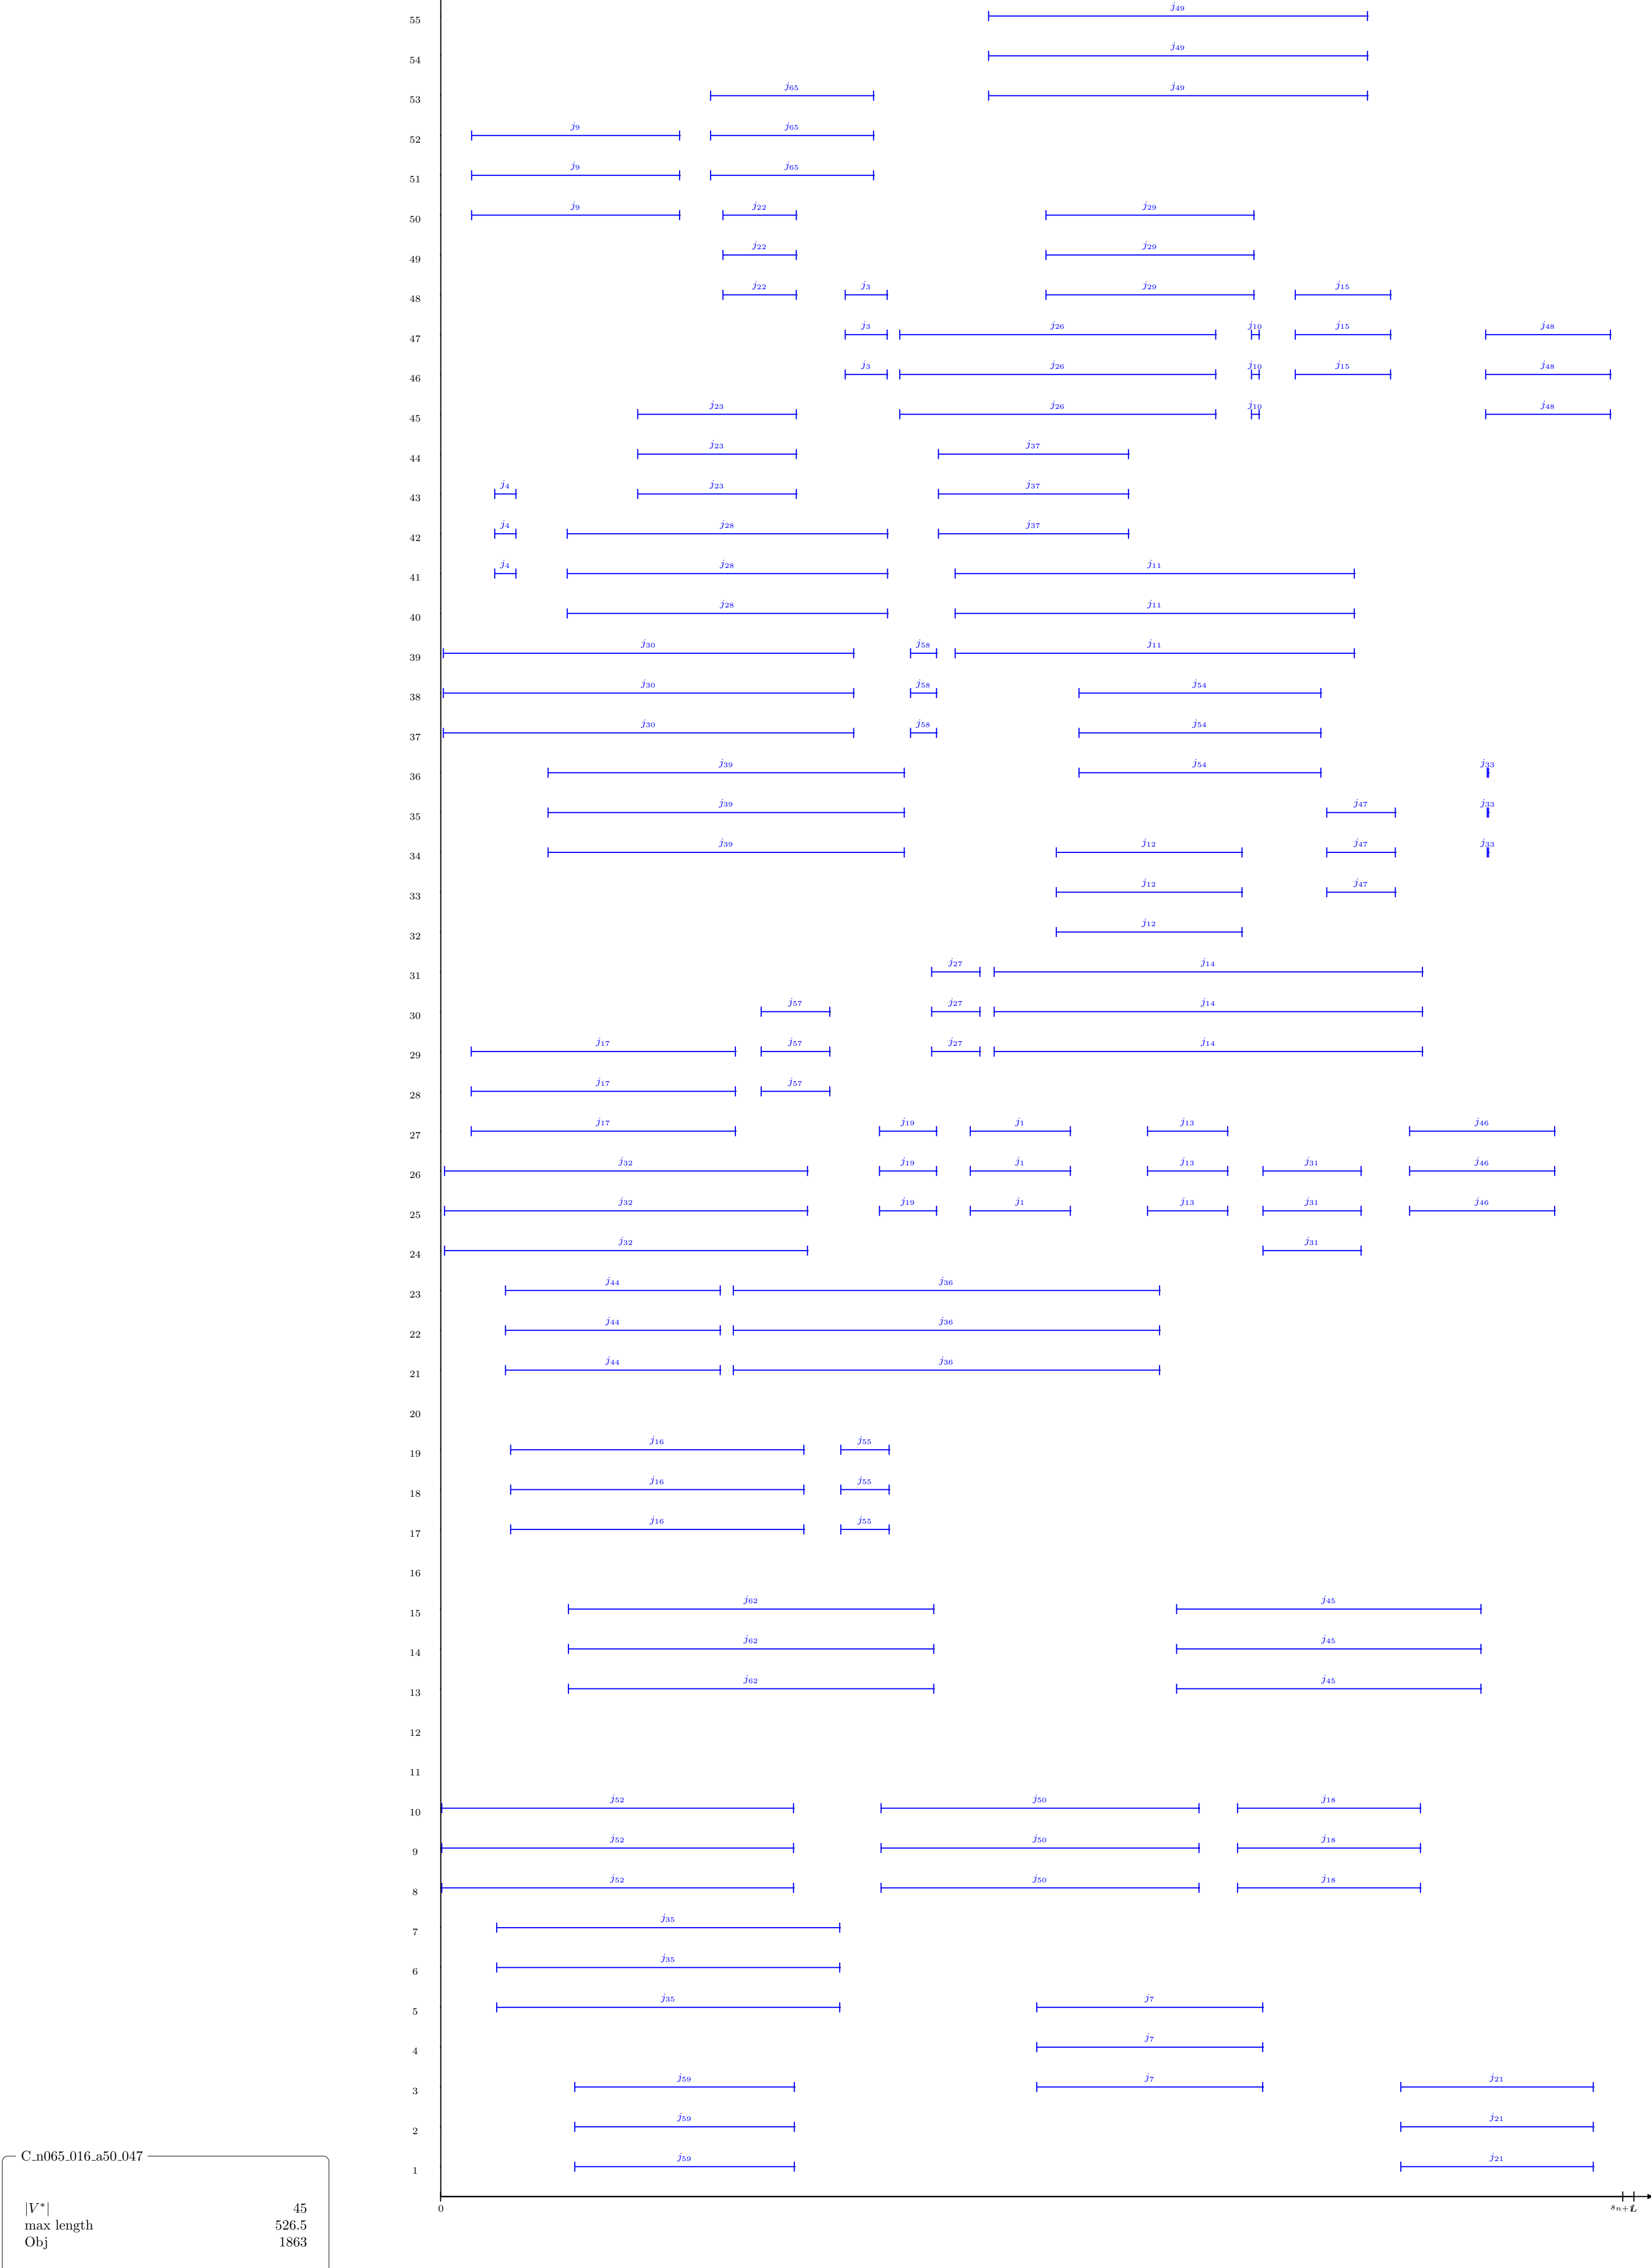 55 j49
54 j49
53 j65 j49
52 j9 j65
51 j9 j65
50 j9 j22 j29
49 j22 j29
48 j22 j3 j29 j15
47 j3 j26 j10 j15 j48
46 j3 j26 j10 j15 j48
45 j23 j26 j10 j48
44 j23 j37
43 j4 j23 j37
42 j4 j28 j37
41 j4 j28 j11
40 j28 j11
39 j30 j58 j11
38 j30 j58 j54
37 j30 j58 j54
36 j39 j54 j33
35 j39 j47 j33
34 j39 j12 j47 j33
33 j12 j47
32 j12
31 j27 j14
30 j57 j27 j14
29 j17 j57 j27 j14
28 j17 j57
27 j17 j19 j1 j13 j46
26 j32 j19 j1 j13 j31 j46
25 j32 j19 j1 j13 j31 j46
24 j32 j31
23 j44 j36
22 j44 j36
21 j44 j36
20
19 j16 j55
18 j16 j55
17 j16 j55
16
15 j62 j45
14 j62 j45
13 j62 j45
12
11
10 j52 j50 j18
9 j52 j50 j18
8 j52 j50 j18
7 j35
6 j35
5 j35 j7
4 j7
3 j59 j7 j21
2 j59 j21
1 j59 j21
C_n065_016_a50_047
|V*| 45
0
max length 526.5
Obj 1863